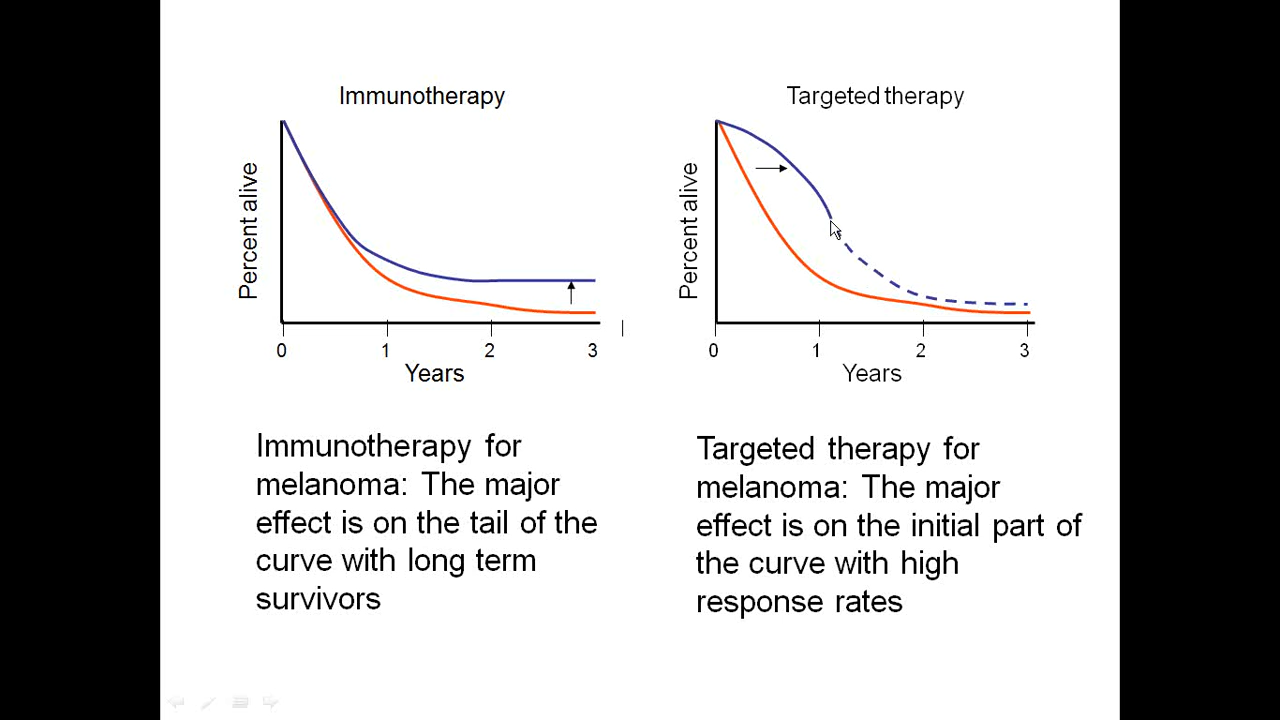 Immunotherapy
Percent alive
0 1 2 3
Years
Targeted therapy
Percent alive
0 1 2 3
Years
Immunotherapy for
melanoma: The major
effect is on the tail of the
curve with long term
survivors
Targeted therapy for
melanoma: The major
effect is on the initial part of
the curve with high
response rates